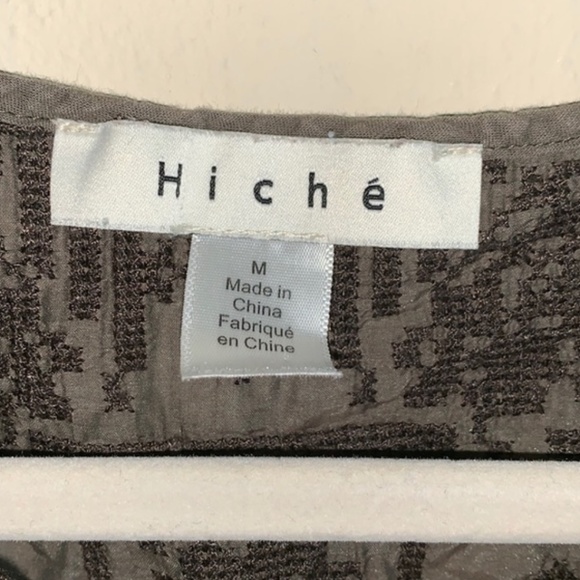 Hiché
M
Made in
China
Fabriqué
en Chine